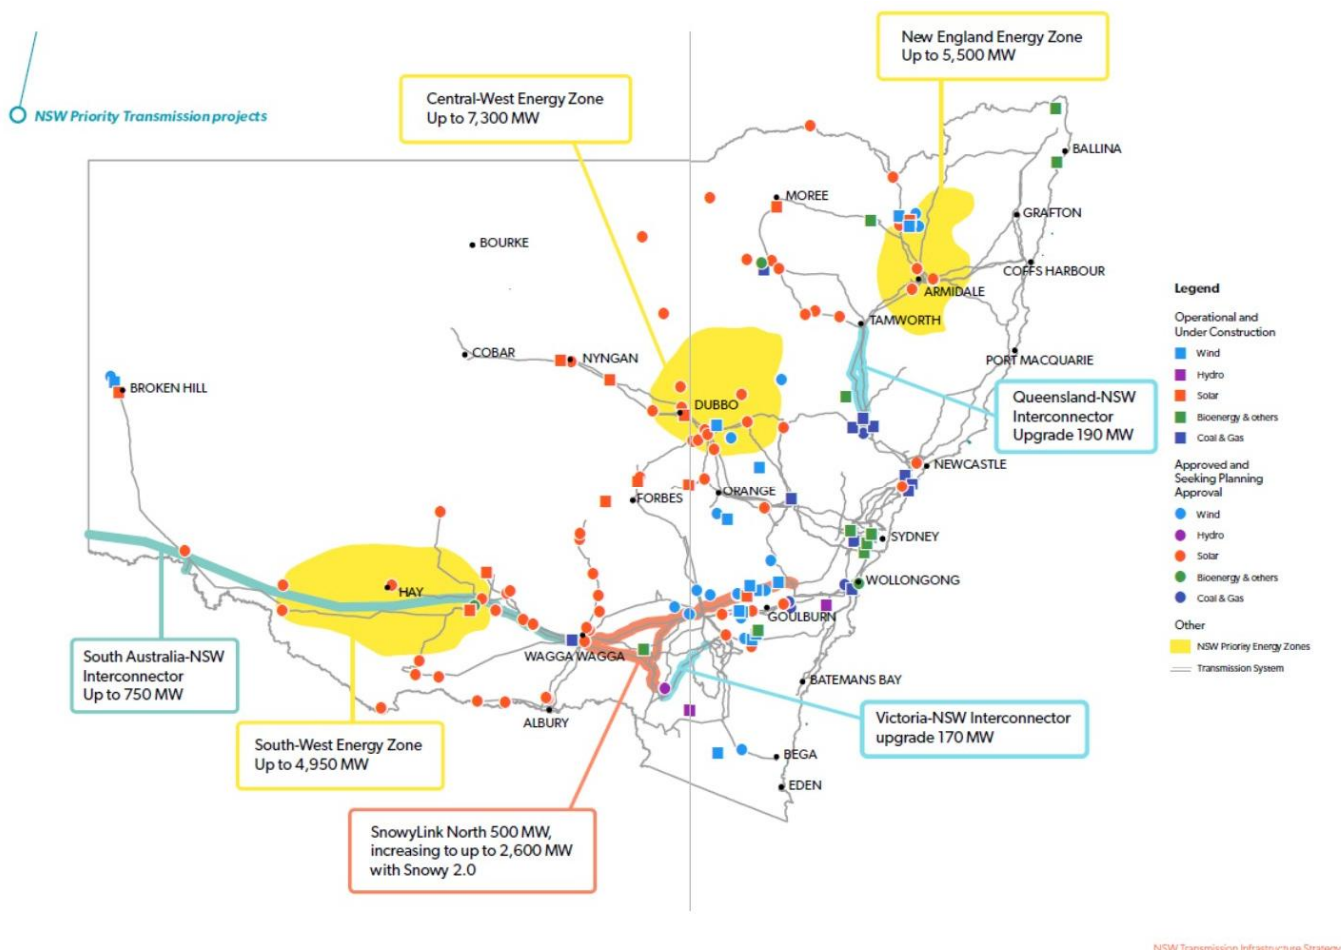 New England Energy Zone
Up to 5,500 MW
Central-West Energy Zone
Up to 7,300 MW
NSW Priority Transmission projects
BALLINA
MOREE
GRAFTON
BOURKE
COFFS HARBOUR
ARMIDALE
TAMWORTH
COBAR
NYNGAN
PORT MACQUARIE
BROKEN HILL
DUBBO
Queensland-NSW
Interconnector
Upgrade 190 MW
NEWCASTLE
FORBES
ORANGE
SYDNEY
WOLLONGONG
HAY
GOULBURN
WAGGA WAGGA
South Australia-NSW
Interconnector
Up to 750 MW
BATEMANS BAY
ALBURY
Victoria-NSW Interconnector
upgrade 170 MW
South-West Energy Zone
Up to 4,950 MW
BEGA
EDEN
SnowyLink North 500 MW,
increasing to up to 2,600 MW
with Snowy 2.0
Legend
Operational and
Under Construction
Wind
Hydro
Solar
Bioenergy & others
Coal & Gas
Approved and
Seeking Planning
Approval
Wind
Hydro
Solar
Bioenergy & others
Coal & Gas
Other
NSW Priority Energy Zones
Transmission System
NSW Transmission Infrastructure Strategy